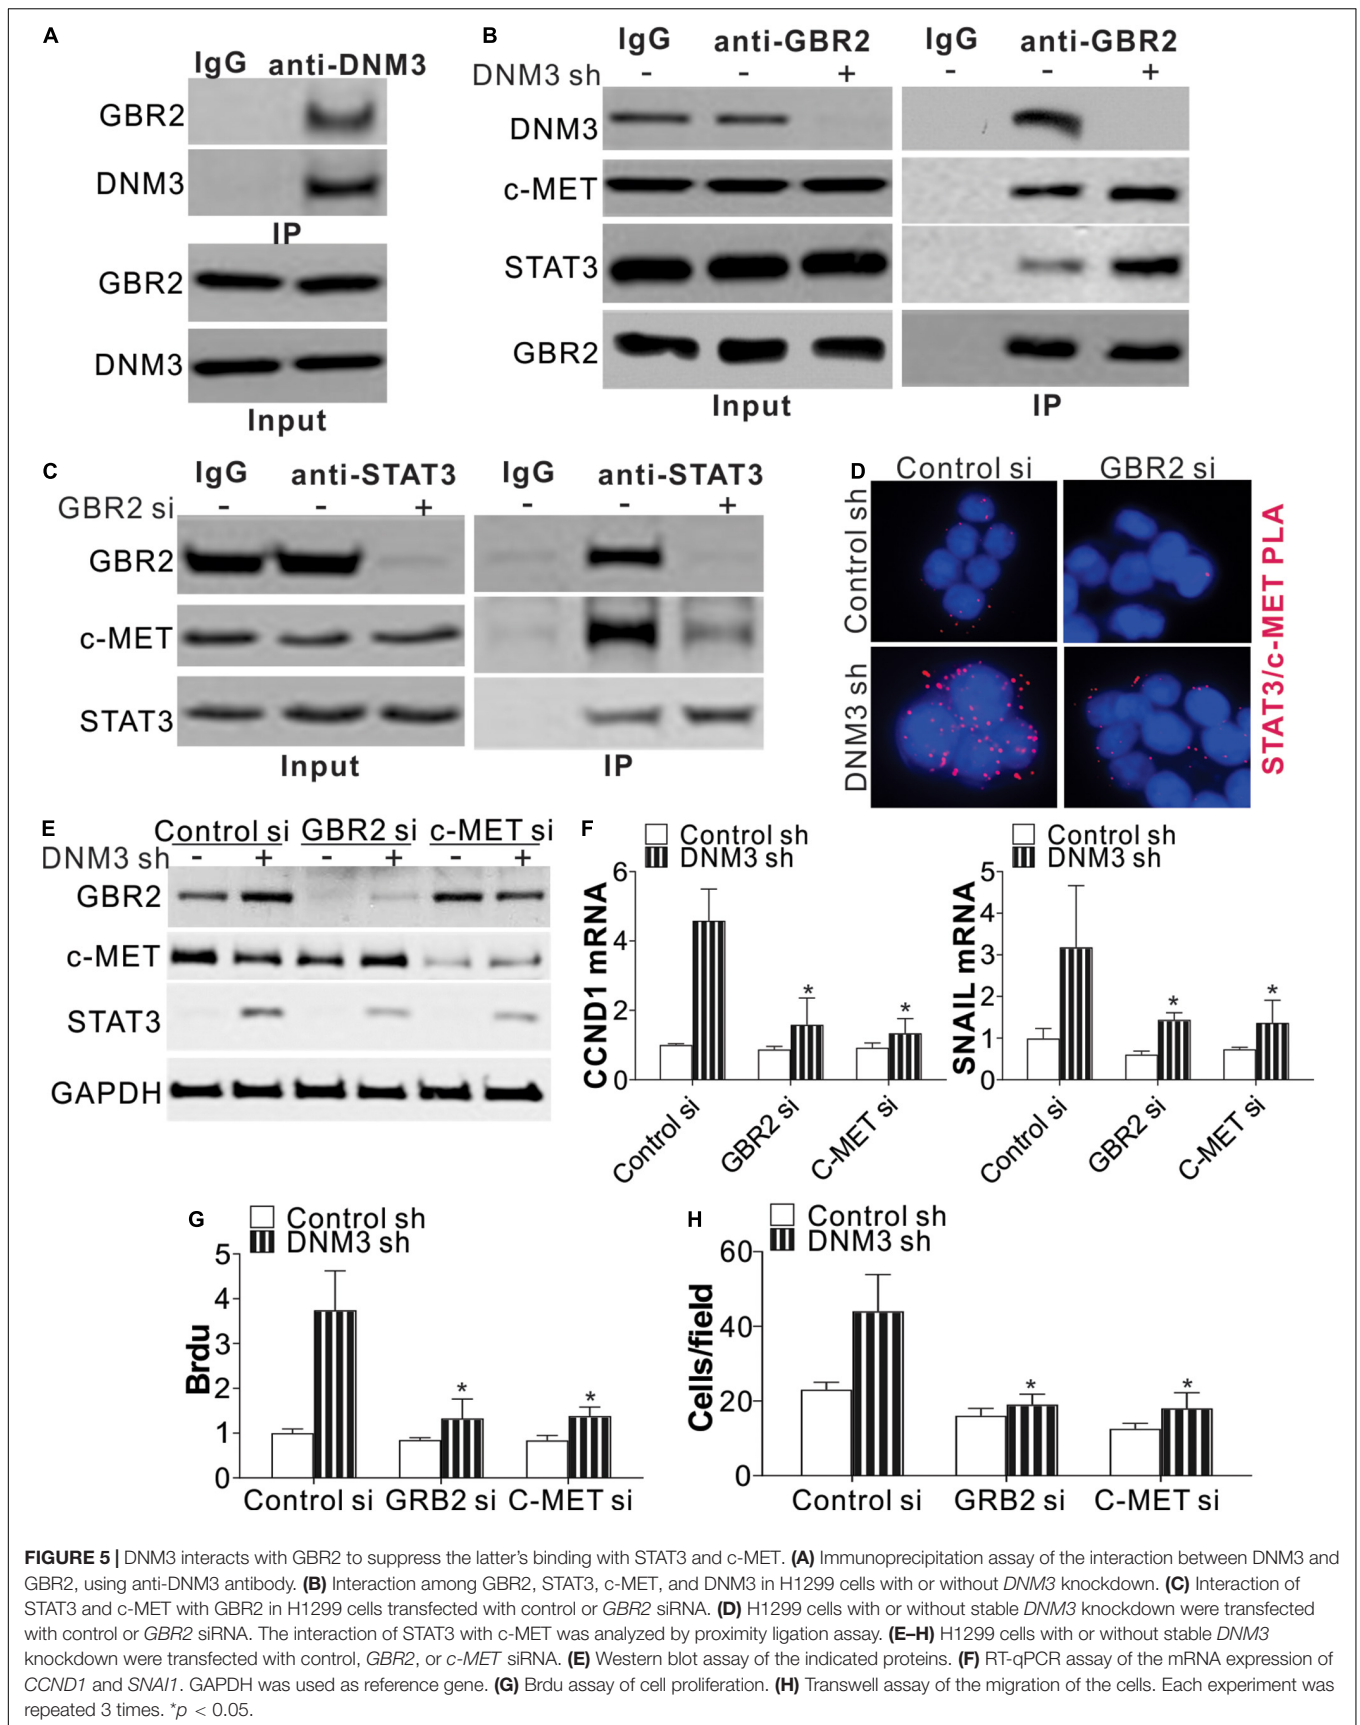 A
IgG anti-DNM3
GBR2
DNM3
IP
GBR2
DNM3
Input
B
IgG anti-GBR2 IgG anti-GBR2
DNM3 sh - - + - - +
DNM3
c-MET
STAT3
GBR2
Input IP
C
IgG anti-STAT3 IgG anti-STAT3
GBR2 si - - + - - +
GBR2
c-MET
STAT3
Input IP
D
Control si GBR2 si
Control sh
DNM3 sh
STAT3/c-MET PLA
E
Control si GBR2 si c-MET si
DNM3 sh - + - + - +
GBR2
c-MET
STAT3
GAPDH
F
Control sh
DNM3 sh
CCND1 mRNA
6
4
2
0
* *
Control si GBR2 si C-MET si
Control sh
DNM3 sh
SNAIL mRNA
5
4
3
2
1
0
* *
Control si GBR2 si C-MET si
G
Control sh
DNM3 sh
Brdu
5
4
3
2
1
0
* *
Control si GRB2 si C-MET si
H
Control sh
DNM3 sh
Cells/field
60
40
20
0
* *
Control si GRB2 si C-MET si
FIGURE 5 | DNM3 interacts with GBR2 to suppress the latter's binding with STAT3 and c-MET. (A) Immunoprecipitation assay of the interaction between DNM3 and
GBR2, using anti-DNM3 antibody. (B) Interaction among GBR2, STAT3, c-MET, and DNM3 in H1299 cells with or without DNM3 knockdown. (C) Interaction of
STAT3 and c-MET with GBR2 in H1299 cells transfected with control or GBR2 siRNA. (D) H1299 cells with or without stable DNM3 knockdown were transfected
with control or GBR2 siRNA. The interaction of STAT3 with c-MET was analyzed by proximity ligation assay. (E–H) H1299 cells with or without stable DNM3
knockdown were transfected with control, GBR2, or c-MET siRNA. (E) Western blot assay of the indicated proteins. (F) RT-qPCR assay of the mRNA expression of
CCND1 and SNAI1. GAPDH was used as reference gene. (G) Brdu assay of cell proliferation. (H) Transwell assay of the migration of the cells. Each experiment was
repeated 3 times. *p < 0.05.